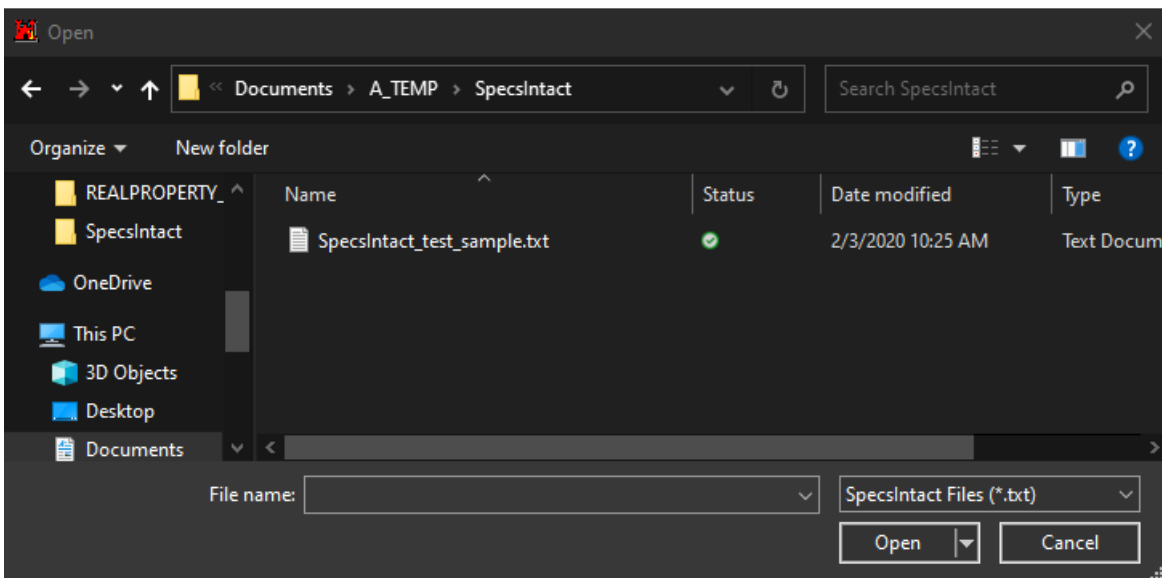 Open
Documents > A_TEMP > SpecsIntact
Search SpecsIntact
Organize
New folder
Name
Status
Date modified
Type
REALPROPERTY_
SpecsIntact
OneDrive
This PC
3D Objects
Desktop
Documents
SpecsIntact_test_sample.txt
2/3/2020 10:25 AM
Text Docum
File name:
SpecsIntact Files (*.txt)
Open
Cancel